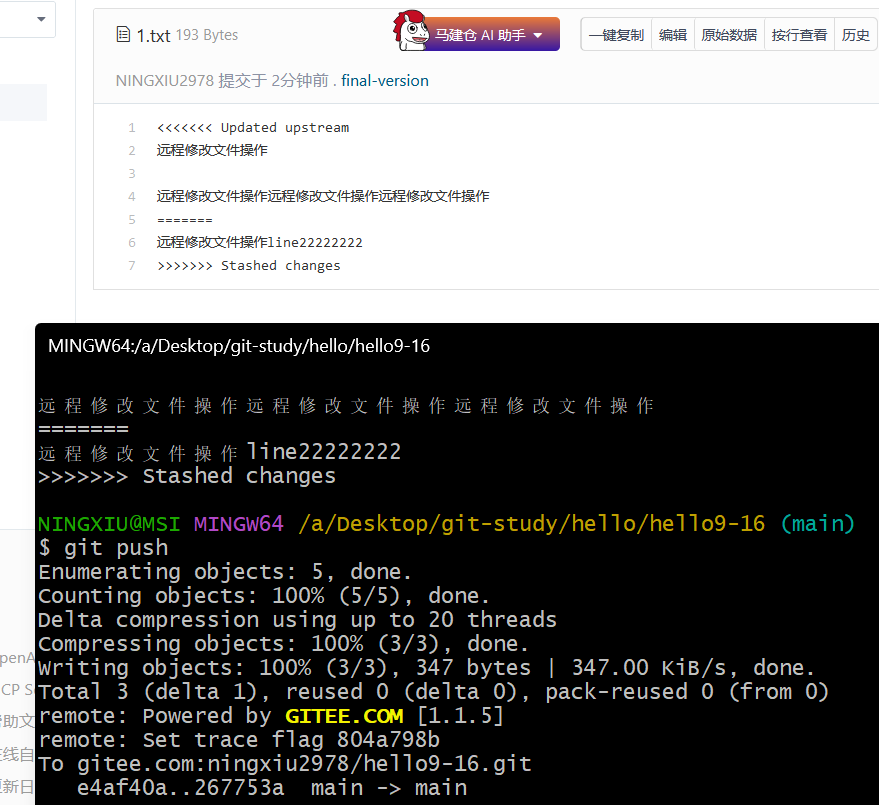 1.txt 193 Bytes 马建仓 AI 助手 一键复制 编辑 原始数据 按行查看 历史
NINGXIU2978 提交于 2分钟前 . final-version
1 <<<<<<< Updated upstream
2 远程修改文件操作
3
4 远程修改文件操作远程修改文件操作远程修改文件操作
5 =======
6 远程修改文件操作line22222222
7 >>>>>>> Stashed changes
MINGW64:/a/Desktop/git-study/hello/hello9-16
远程修改文件操作远程修改文件操作远程修改文件操作
=======
远程修改文件操作line22222222
>>>>>>> Stashed changes
NINGXIU@MSI MINGW64 /a/Desktop/git-study/hello/hello9-16 (main)
$ git push
Enumerating objects: 5, done.
Counting objects: 100% (5/5), done.
Delta compression using up to 20 threads
Compressing objects: 100% (3/3), done.
Writing objects: 100% (3/3), 347 bytes | 347.00 KiB/s, done.
Total 3 (delta 1), reused 0 (delta 0), pack-reused 0 (from 0)
remote: Powered by GITEE.COM [1.1.5]
remote: Set trace flag 804a798b
To gitee.com:ningxiu2978/hello9-16.git
e4af40a..267753a main -> main